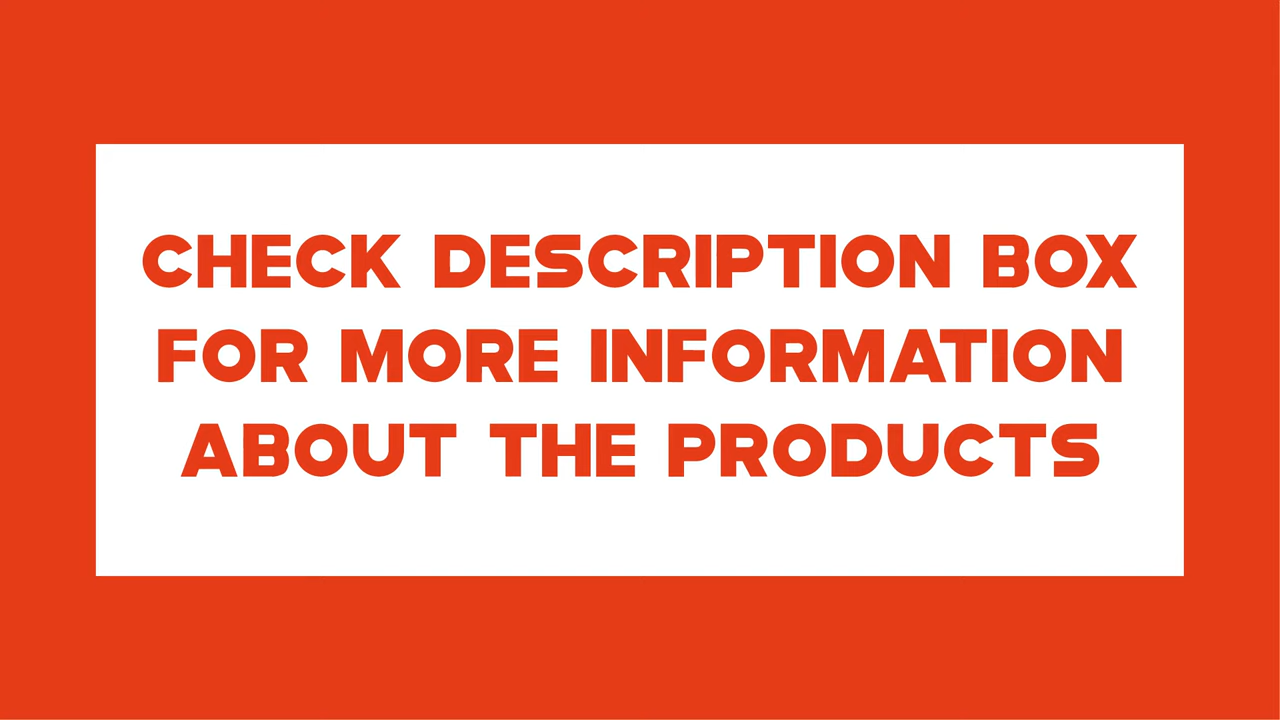 CHECK DESCRIPTION BOX
FOR MORE INFORMATION
ABOUT THE PRODUCTS